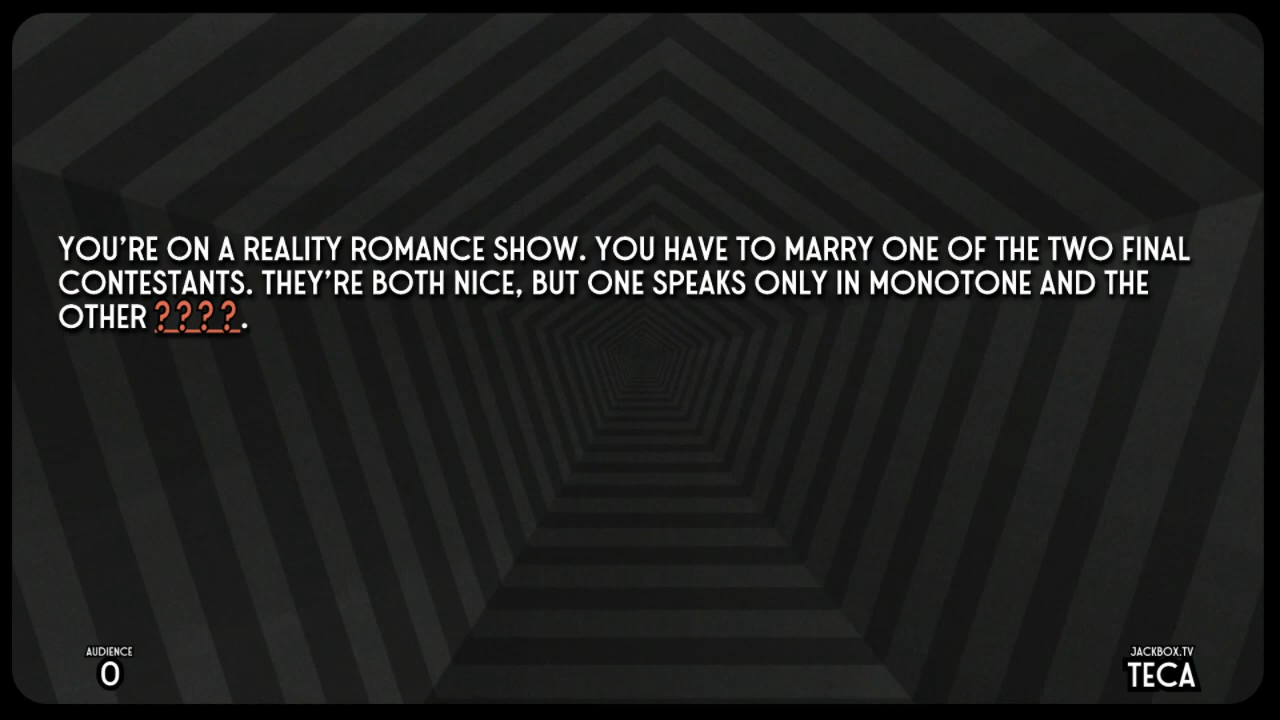 YOU'RE ON A REALITY ROMANCE SHOW. YOU HAVE TO MARRY ONE OF THE TWO FINAL
CONTESTANTS. THEY'RE BOTH NICE, BUT ONE SPEAKS ONLY IN MONOTONE AND THE
OTHER ????.
AUDIENCE
0
JACKBOX.TV
TECA